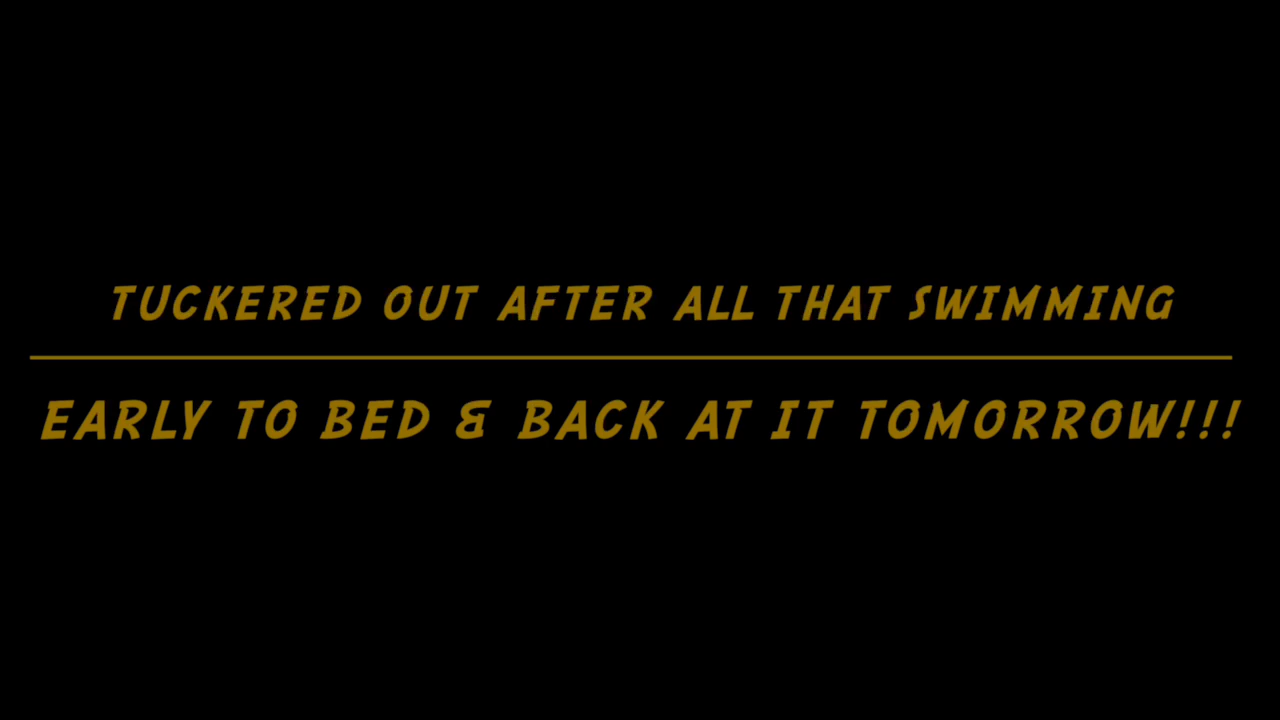 TUCKERED OUT AFTER ALL THAT SWIMMING
EARLY TO BED & BACK AT IT TOMORROW!!!